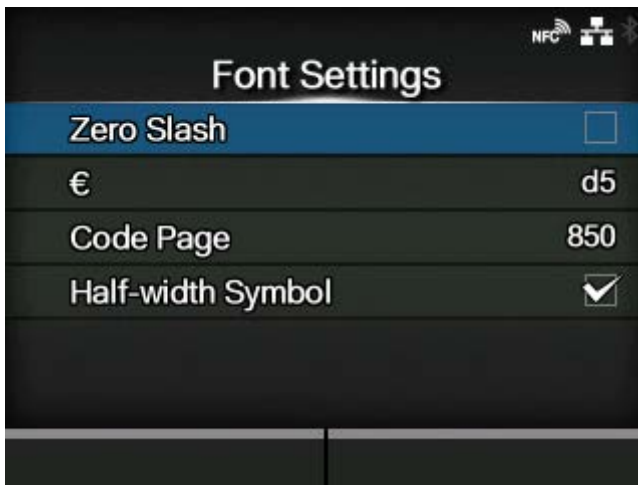 NFC
Font Settings
Zero Slash
€ d5
Code Page 850
Half-width Symbol